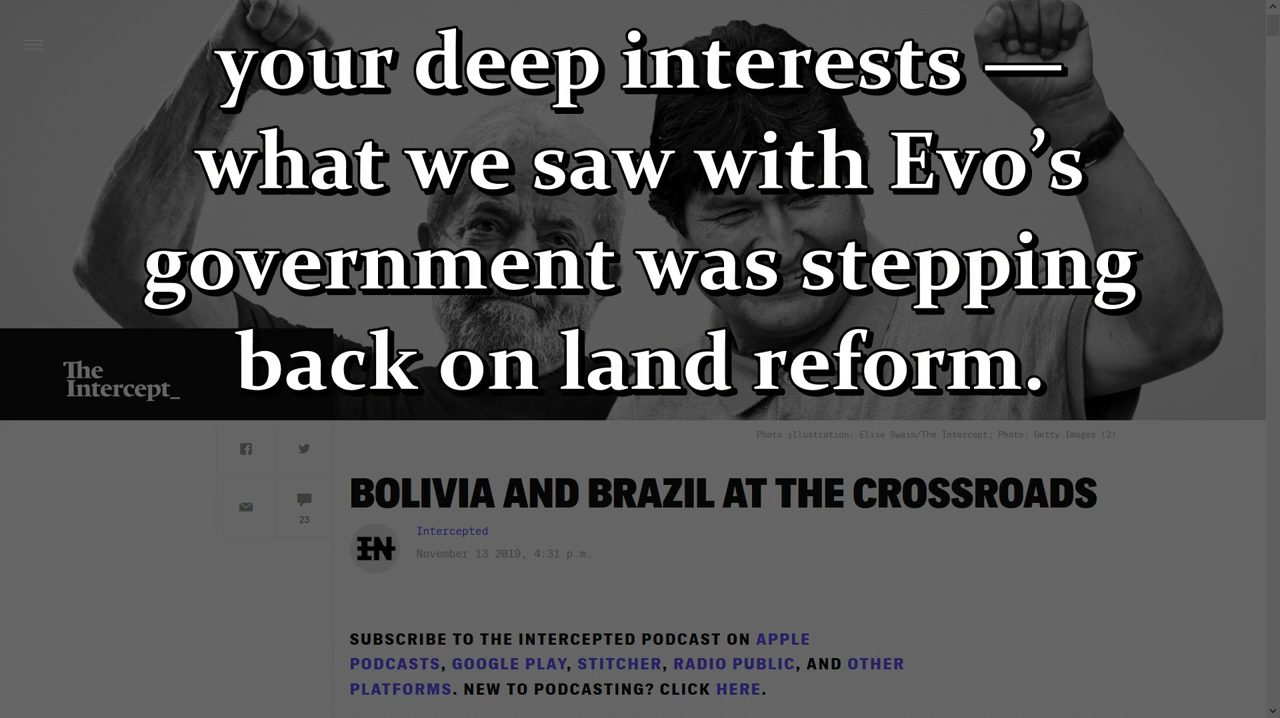 your deep interests —
what we saw with Evo’s
government was stepping
back on land reform.
The
Intercept_
Photo illustration: Elise Swain/The Intercept; Photo: Getty Images (2)
BOLIVIA AND BRAZIL AT THE CROSSROADS
23
IN
Intercepted
November 13 2019, 4:31 p.m.
SUBSCRIBE TO THE INTERCEPTED PODCAST ON APPLE
PODCASTS, GOOGLE PLAY, STITCHER, RADIO PUBLIC, AND OTHER
PLATFORMS. NEW TO PODCASTING? CLICK HERE.